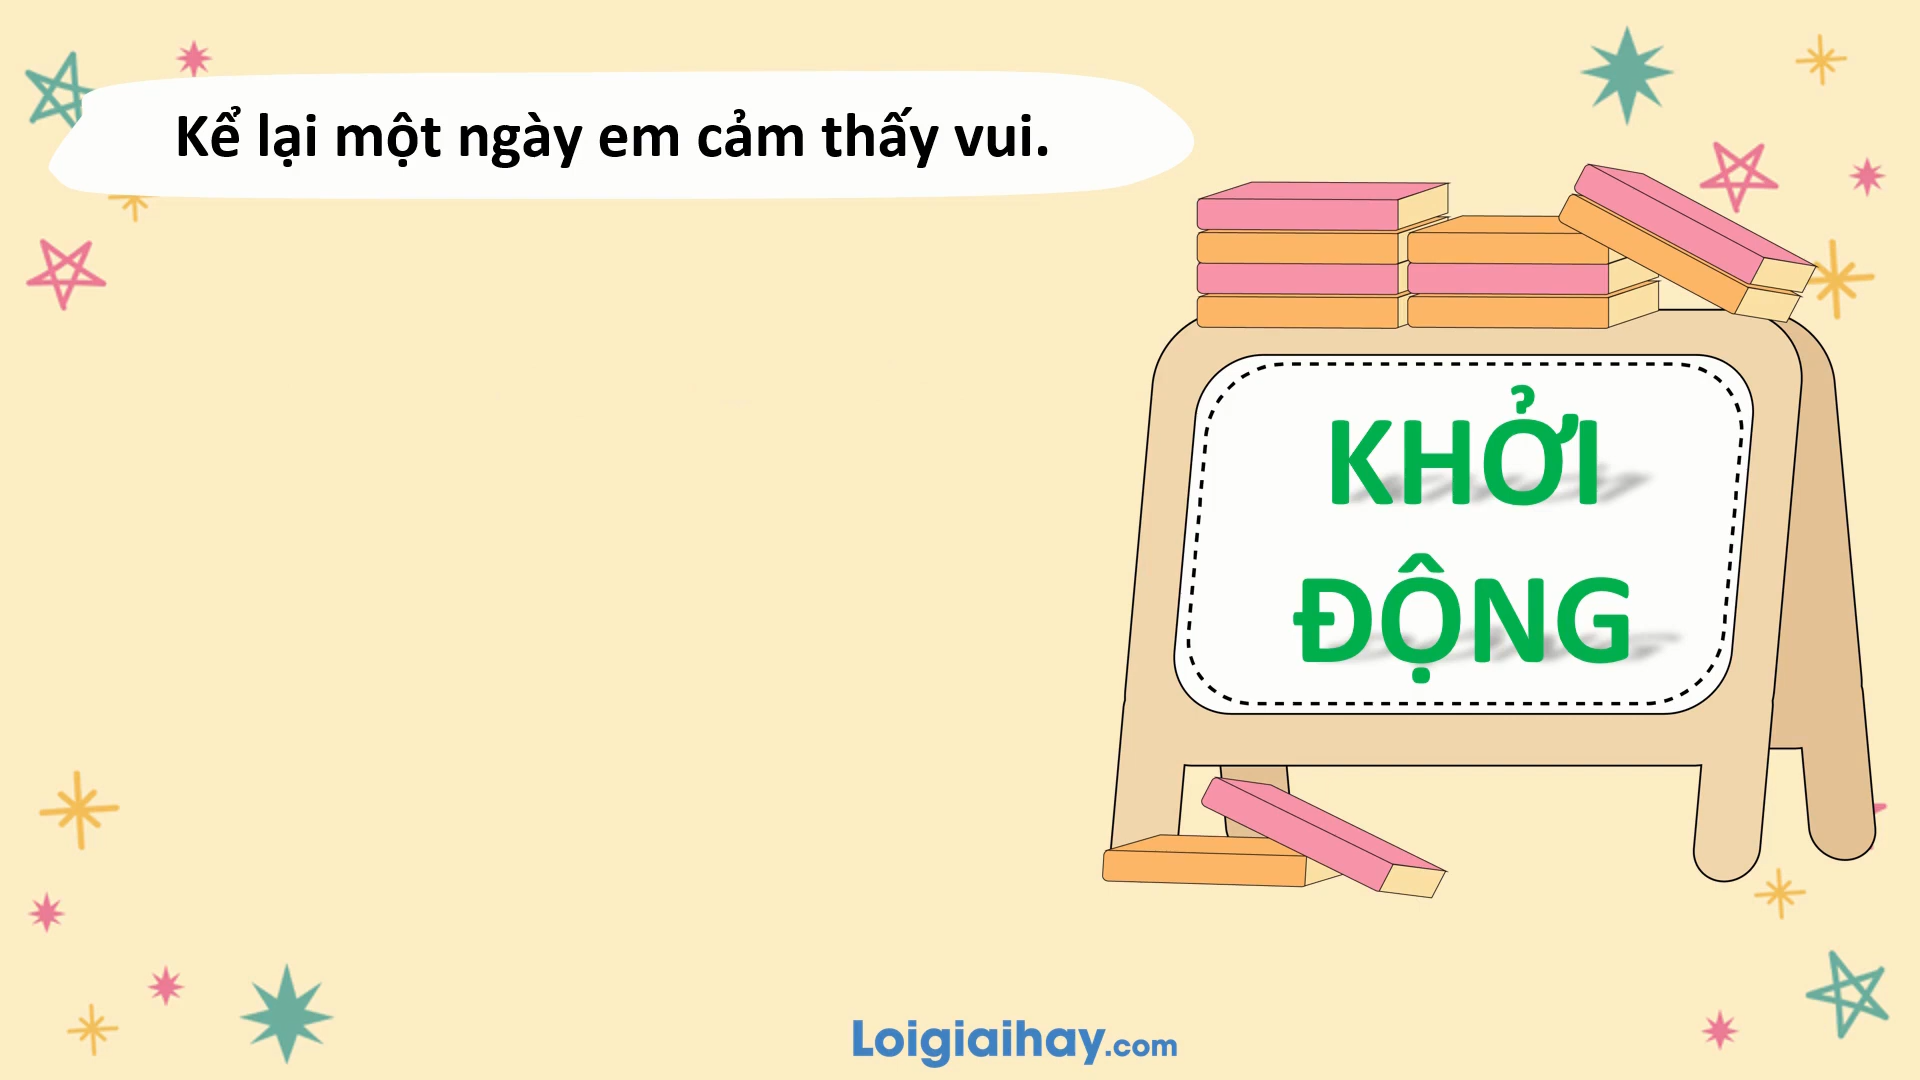 Kể lại một ngày em cảm thấy vui.
KHỞI
ĐỘNG
Loigiaihay.com